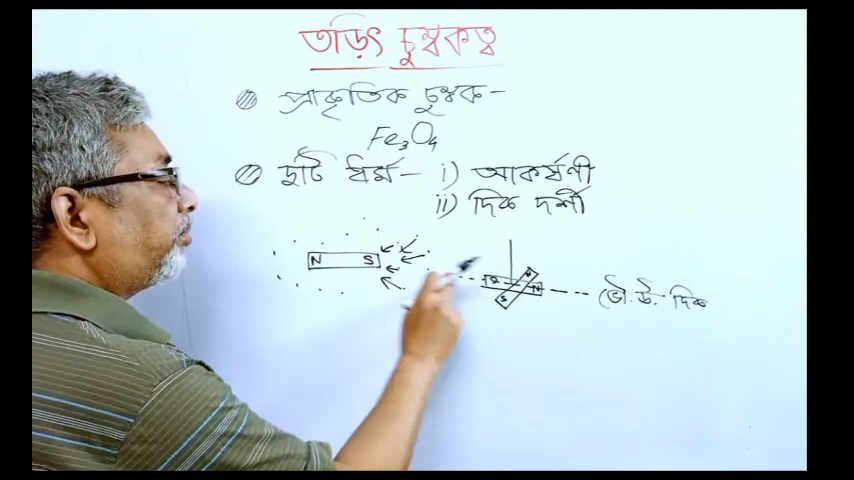 তড়িৎ চুম্বকত্ব
প্রাকৃতিক চুম্বক-
Fe₃O₄
দুটি ধর্ম - i) আকর্ষণী
ii) দিক দর্শী
N S
S N
N S
ভৌ. উ. দিক